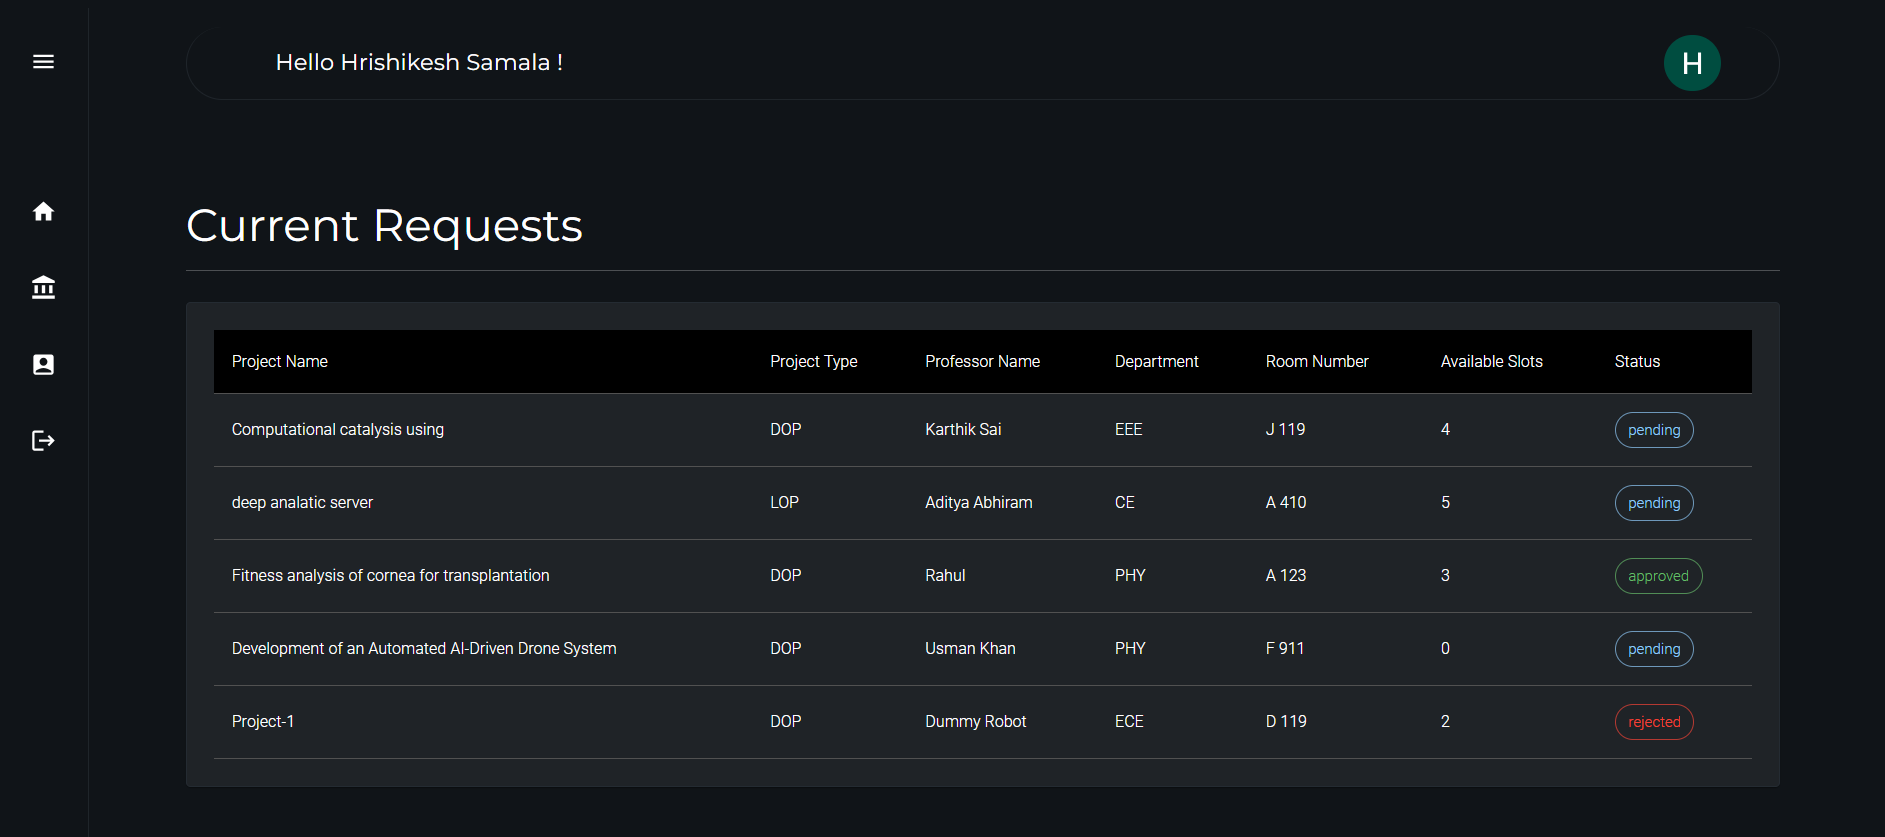 Hello Hrishikesh Samala !
H
Current Requests
Project Name Project Type Professor Name Department Room Number Available Slots Status
Computational catalysis using DOP Karthik Sai EEE J 119 4 pending
deep analatic server LOP Aditya Abhiram CE A 410 5 pending
Fitness analysis of cornea for transplantation DOP Rahul PHY A 123 3 approved
Development of an Automated AI-Driven Drone System DOP Usman Khan PHY F 911 0 pending
Project-1 DOP Dummy Robot ECE D 119 2 rejected